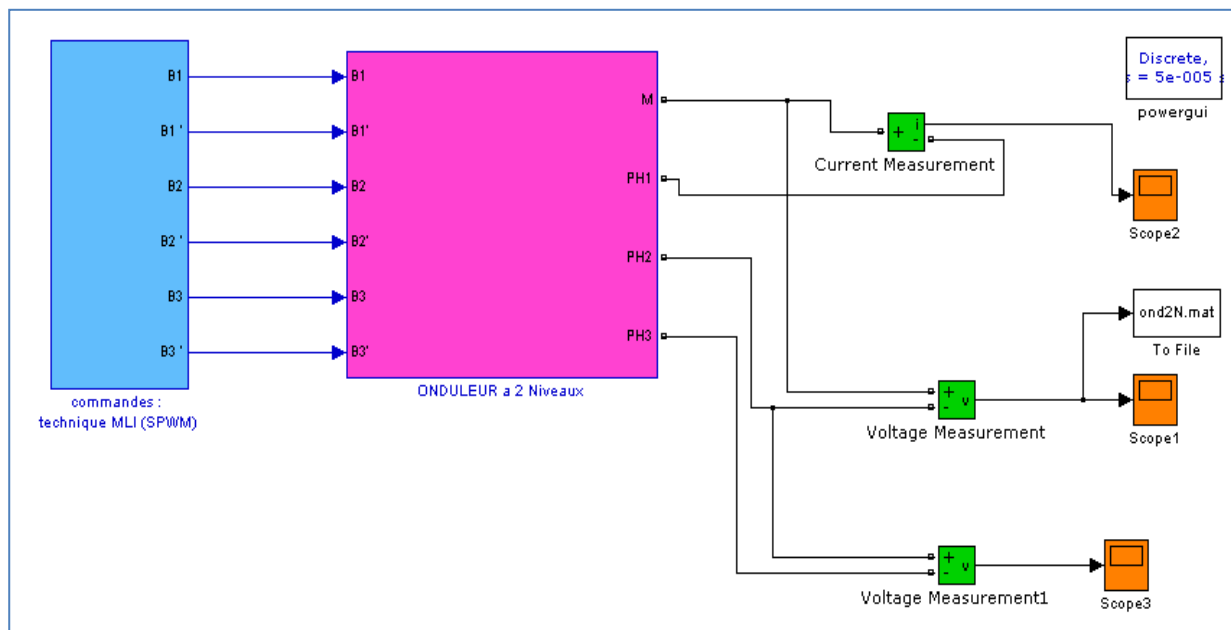 B1
B1 '
B2
B2 '
B3
B3 '
commandes :
technique MLI (SPWM)
B1
B1'
B2
B2'
B3
B3'
M
PH1
PH2
PH3
ONDULEUR a 2 Niveaux
+
i
-
Current Measurement
Discrete,
s = 5e-005 s
powergui
Scope2
ond2N.mat
To File
+
-
v
Voltage Measurement
Scope1
+
-
v
Voltage Measurement1
Scope3